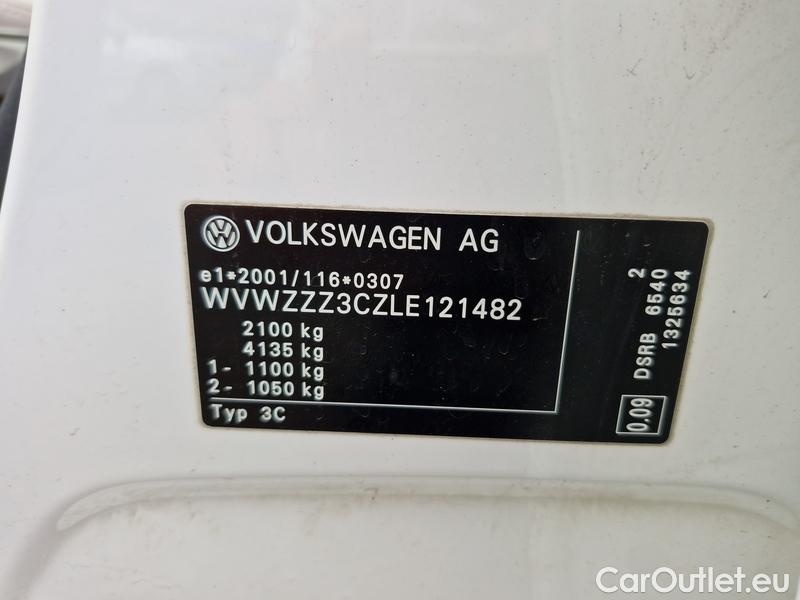 VOLKSWAGEN AG
e1*2001/116*0307
WVWZZZ3CZLE121482
2100 kg
4135 kg
1- 1100 kg
2- 1050 kg
Typ 3C
2
DSRB 6540
1325634
0.09
CarOutlet.eu